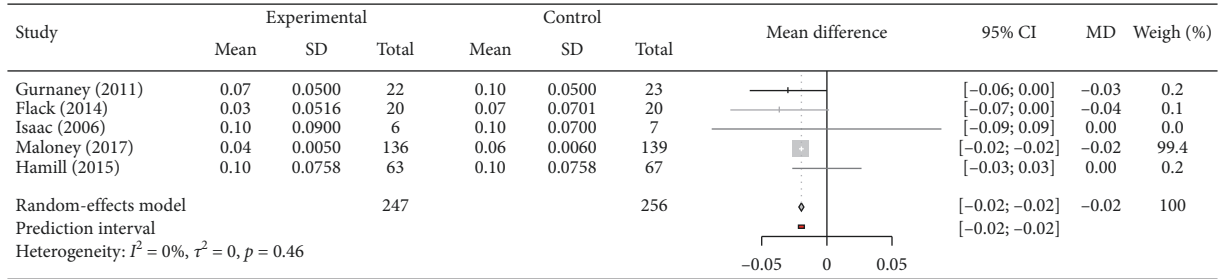 Study Experimental Control Mean difference 95% CI MD Weigh (%)
Mean SD Total Mean SD Total
Gurnaney (2011) 0.07 0.0500 22 0.10 0.0500 23 [−0.06; 0.00] −0.03 0.2
Flack (2014) 0.03 0.0516 20 0.07 0.0701 20 [−0.07; 0.00] −0.04 0.1
Isaac (2006) 0.10 0.0900 6 0.10 0.0700 7 [−0.09; 0.09] 0.00 0.0
Maloney (2017) 0.04 0.0050 136 0.06 0.0060 139 [−0.02; −0.02] −0.02 99.4
Hamill (2015) 0.10 0.0758 63 0.10 0.0758 67 [−0.03; 0.03] 0.00 0.2
Random-effects model 247 256 [−0.02; −0.02] −0.02 100
Prediction interval [−0.02; −0.02]
Heterogeneity: I² = 0%, τ² = 0, p = 0.46
−0.05 0 0.05